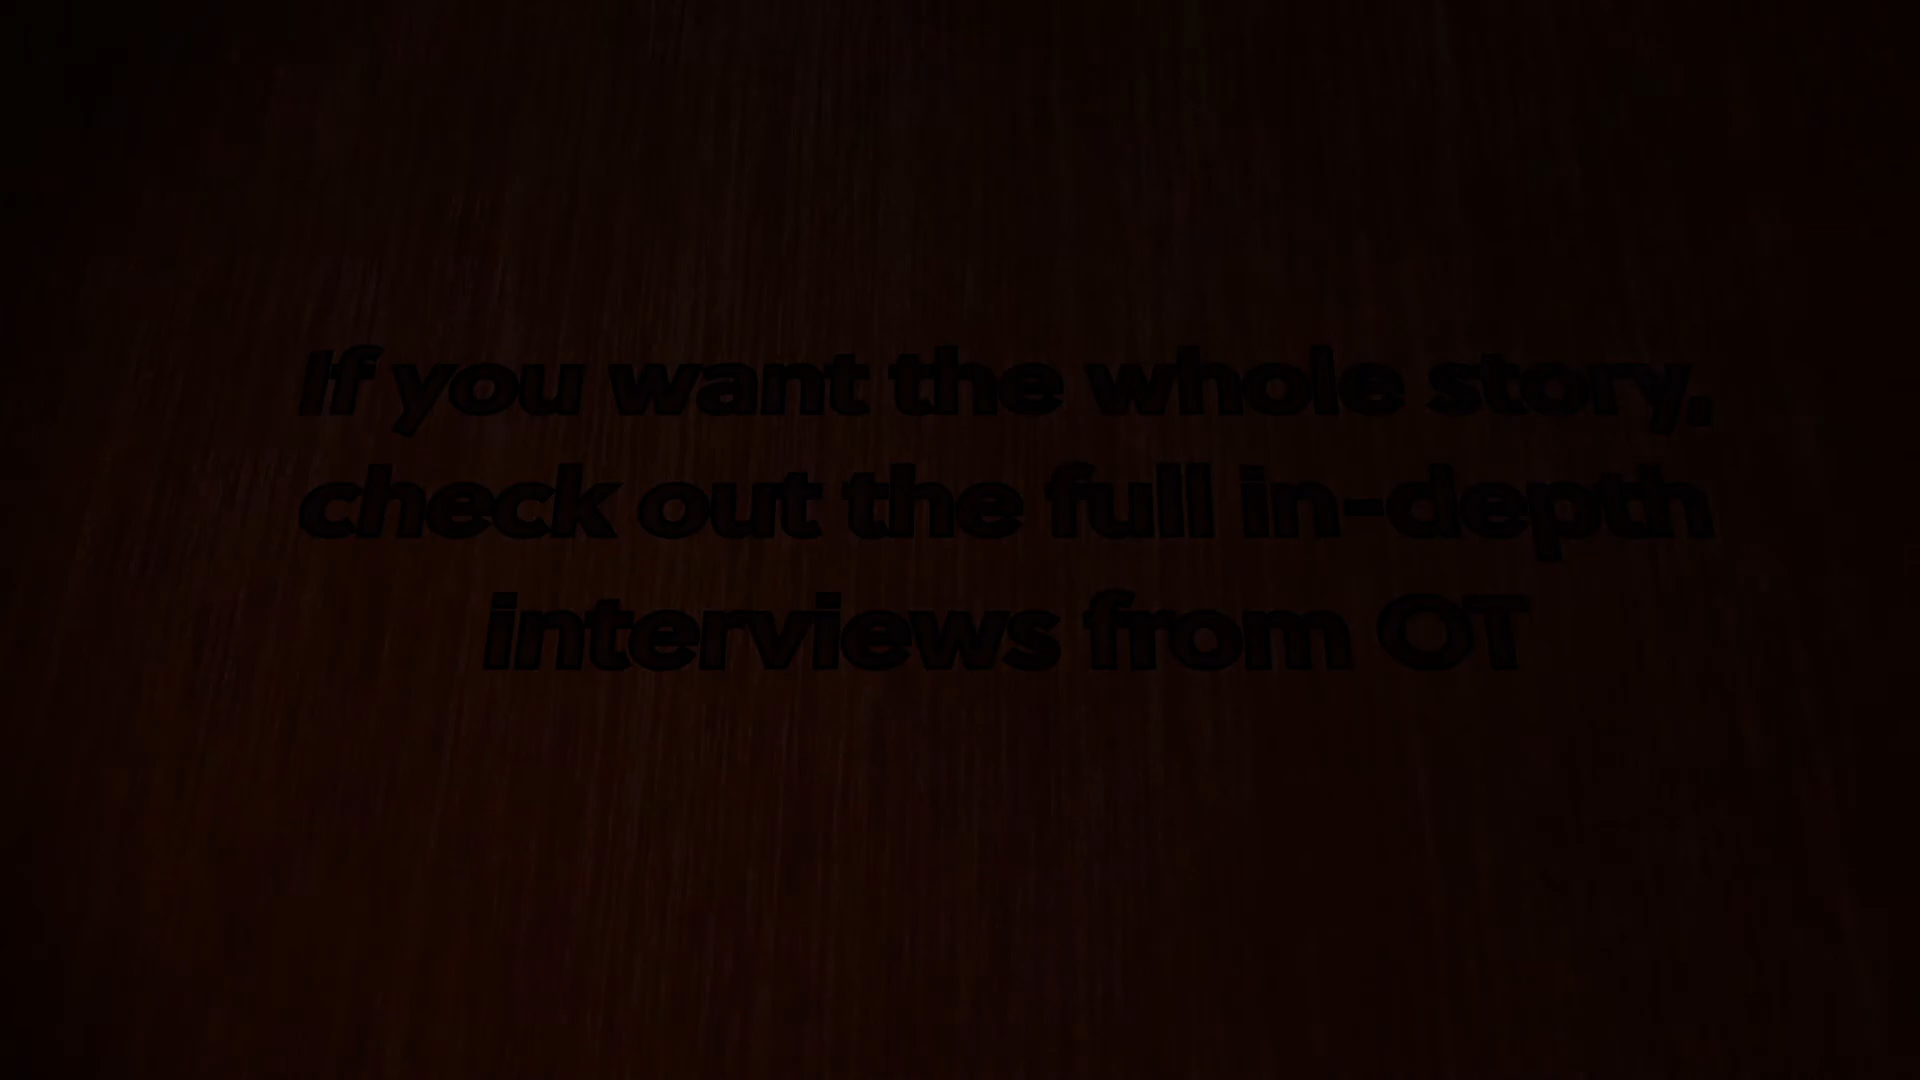 If you want the whole story,
check out the full in-depth
interviews from OT